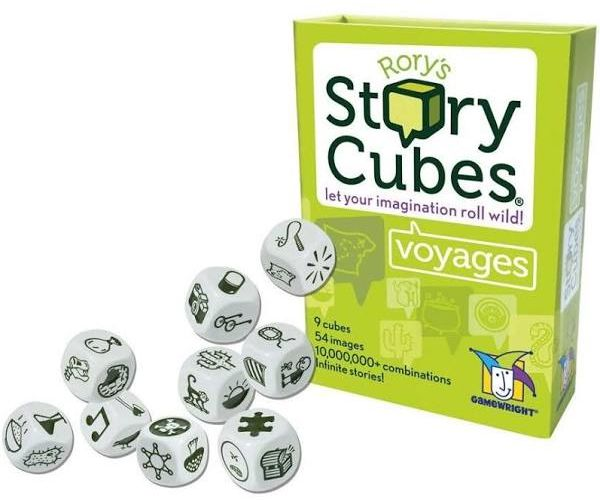 Rory's
Story
Cubes®
let your imagination roll wild!
voyages
9 cubes
54 images
10,000,000+ combinations
Infinite stories!
GAMEWRIGHT®
voyages